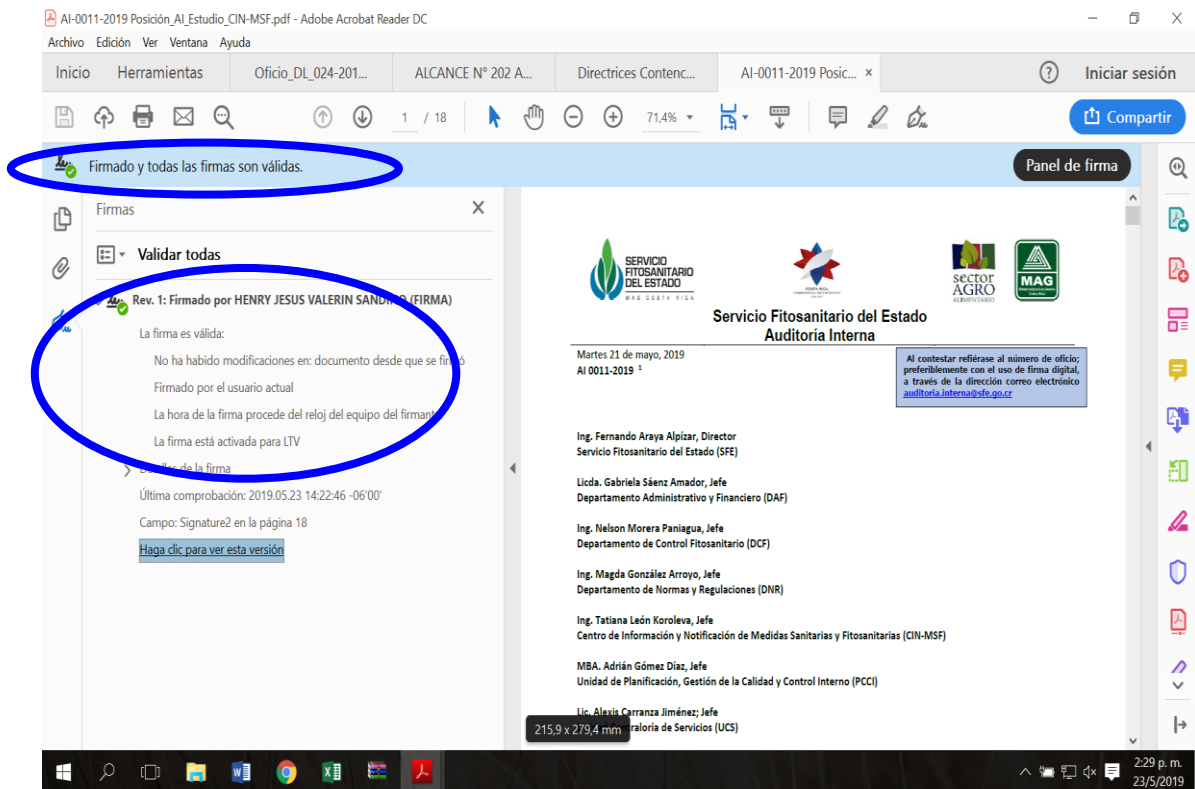 AI-0011-2019 Posición_AI_Estudio_CIN-MSF.pdf - Adobe Acrobat Reader DC
Archivo Edición Ver Ventana Ayuda
Inicio Herramientas Oficio_DL_024-201... ALCANCE N° 202 A... Directrices Contenc... AI-0011-2019 Posic... × Iniciar sesión
1 / 18 71,4% Compartir
Firmado y todas las firmas son válidas. Panel de firma
Firmas
Validar todas
Rev. 1: Firmado por HENRY JESUS VALERIN (FIRMA)
La firma es válida:
No ha habido modificaciones en: documento desde que se
Firmado por el usuario actual
La hora de la firma procede del reloj del equipo del
La firma está activada para LTV
de la firma
Última comprobación: 2019.05.23 14:22:46 -06'00'
Campo: Signature2 en la página 18
Haga clic para ver esta versión
SERVICIO
FITOSANITARIO
DEL ESTADO
MAG COSTA RICA
COSTA RICA
sector
AGRO
ALIMENTARIO
MAG
Servicio Fitosanitario del Estado
Auditoría Interna
Martes 21 de mayo, 2019
AI 0011-2019 1
Al contestar refiérase al número de oficio;
preferiblemente con el uso de firma digital,
a través de la dirección correo electrónico
auditoria.interna@sfe.go.cr
Ing. Fernando Araya Alpízar, Director
Servicio Fitosanitario del Estado (SFE)
Licda. Gabriela Sáenz Amador, Jefe
Departamento Administrativo y Financiero (DAF)
Ing. Nelson Morera Paniagua, Jefe
Departamento de Control Fitosanitario (DCF)
Ing. Magda González Arroyo, Jefe
Departamento de Normas y Regulaciones (DNR)
Ing. Tatiana León Koroleva, Jefe
Centro de Información y Notificación de Medidas Sanitarias y Fitosanitarias (CIN-MSF)
MBA. Adrián Gómez Díaz, Jefe
Unidad de Planificación, Gestión de la Calidad y Control Interno (PCCI)
Lic. Alexis Carranza Jiménez; Jefe
de Servicios (UCS)
215,9 x 279,4 mm
2:29 p. m.
23/5/2019